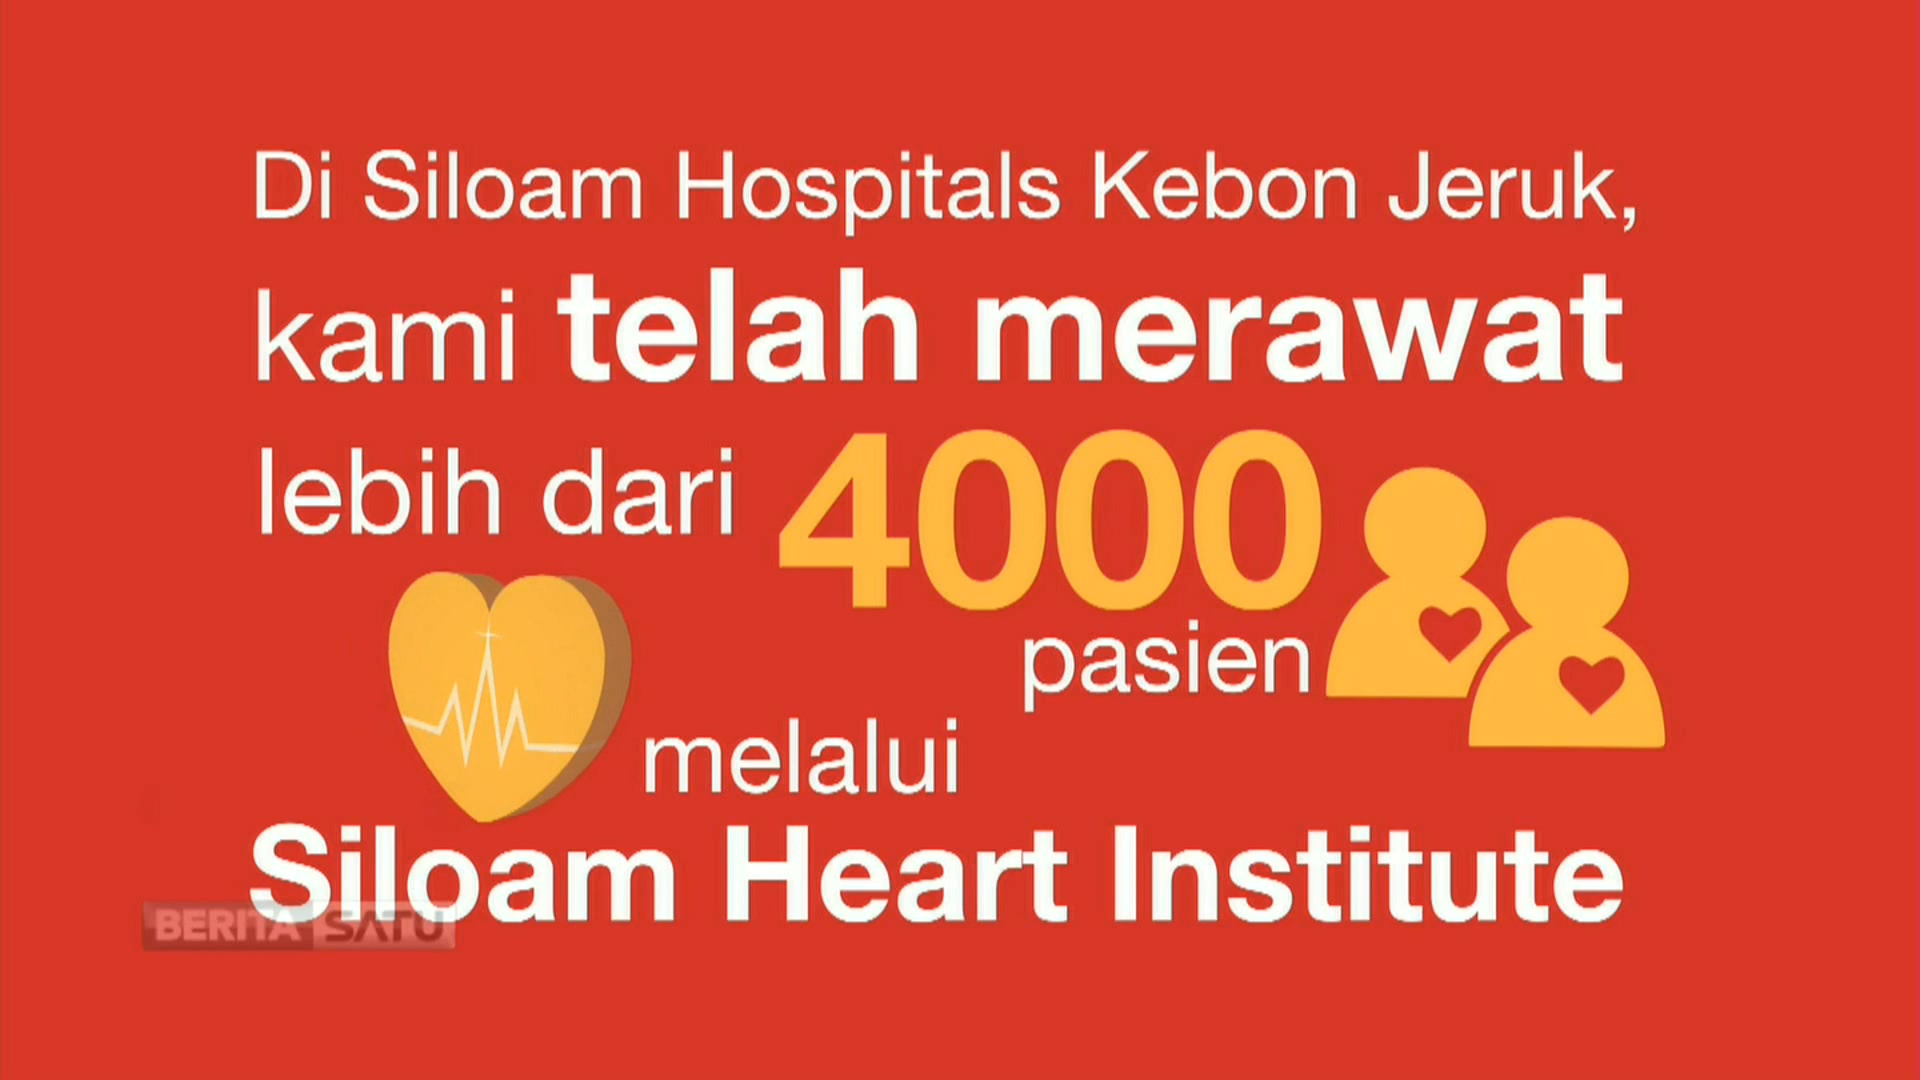 Di Siloam Hospitals Kebon Jeruk,
kami telah merawat
lebih dari 4000
pasien
melalui
Siloam Heart Institute
BERITA SATU